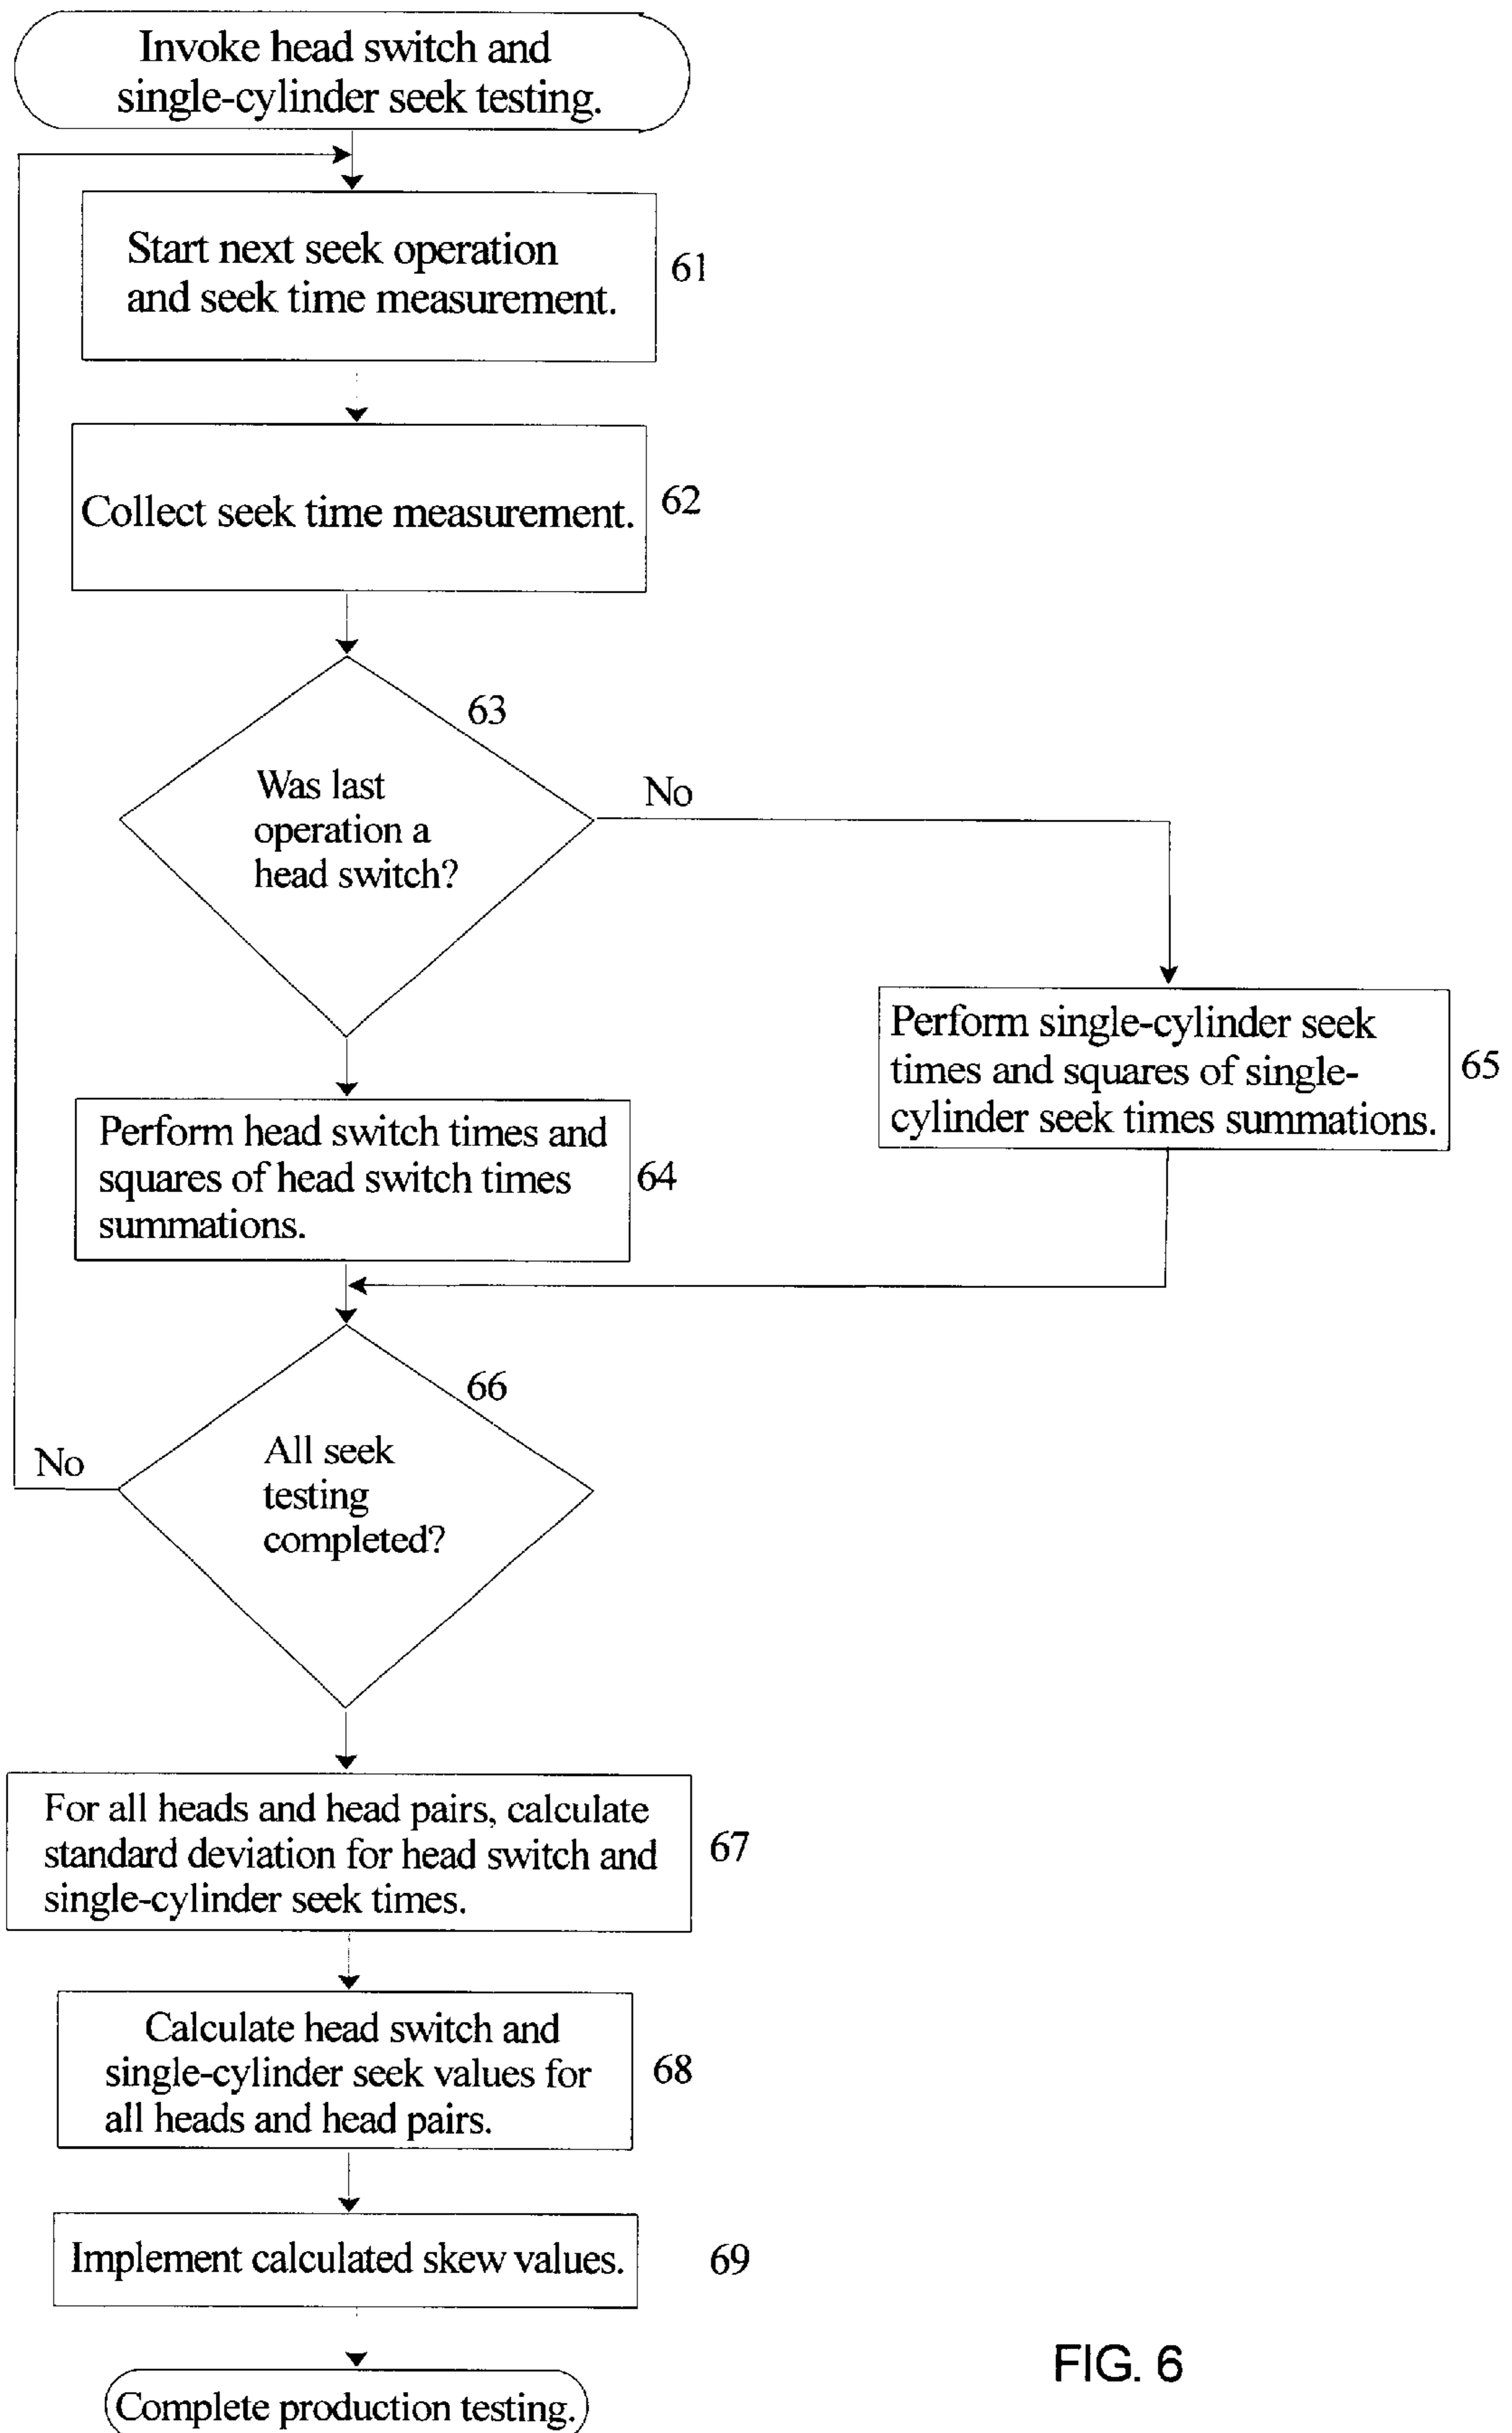 Invoke head switch and
single-cylinder seek testing.
Start next seek operation
and seek time measurement.
61
Collect seek time measurement.
62
63
Was last
operation a
head switch?
No
Perform single-cylinder seek
times and squares of single-
cylinder seek times summations.
65
Perform head switch times and
squares of head switch times
summations.
64
66
All seek
testing
completed?
No
For all heads and head pairs, calculate
standard deviation for head switch and
single-cylinder seek times.
67
Calculate head switch and
single-cylinder seek values for
all heads and head pairs.
68
Implement calculated skew values.
69
Complete production testing.
FIG. 6